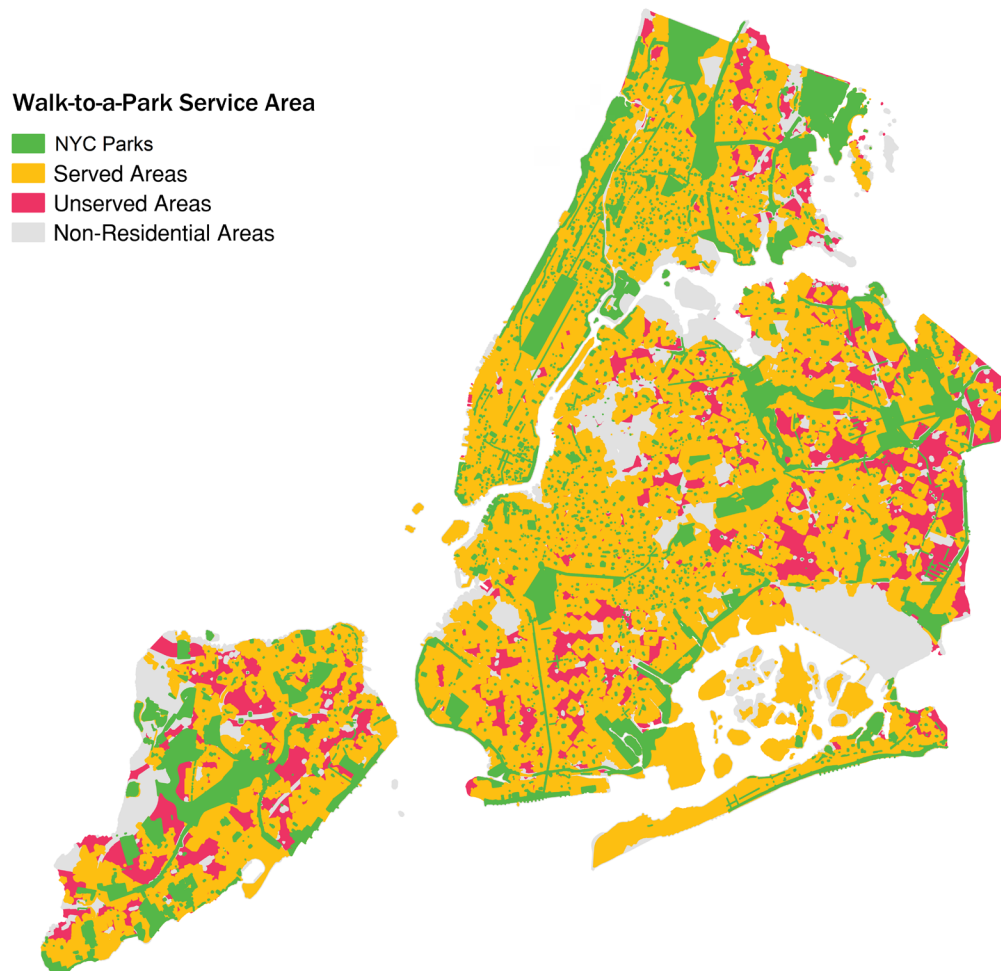 Walk-to-a-Park Service Area
NYC Parks
Served Areas
Unserved Areas
Non-Residential Areas